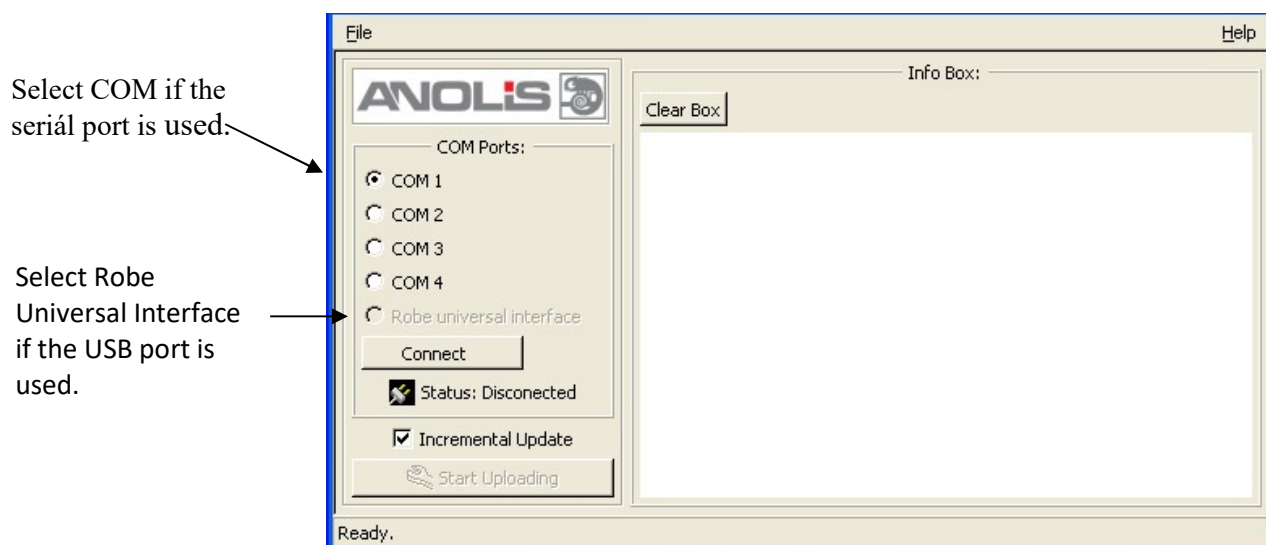 File
Help
Select COM if the
seriál port is used.
ANOLiS
Info Box:
Clear Box
COM Ports:
COM 1
COM 2
COM 3
COM 4
Select Robe
Universal Interface
if the USB port is
used.
Robe universal interface
Connect
Status: Disconected
Incremental Update
Start Uploading
Ready.